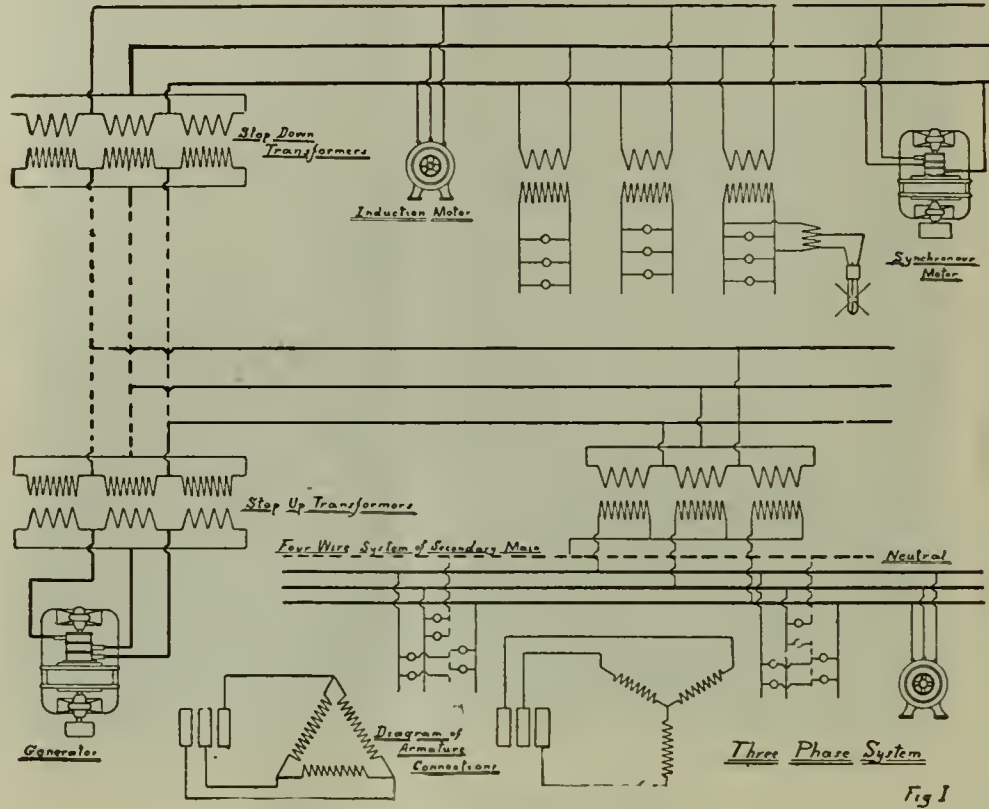 Step Down
Transformers
Induction Motor
Synchronous
Motor
Step Up Transformers
Four Wire System of Secondary Main
Neutral
Generator
Diagram of
Armature
Connections
Three Phase System
Fig I